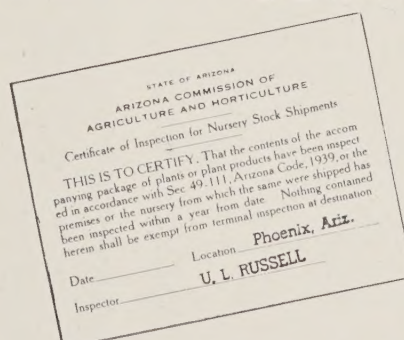 STATE OF ARIZONA
ARIZONA COMMISSION OF
AGRICULTURE AND HORTICULTURE
Certificate of Inspection for Nursery Stock Shipments
THIS IS TO CERTIFY, That the contents of the accom
panying package of plants or plant products have been inspect
ed in accordance with Sec. 49.111, Arizona Code, 1939, or the
premises or the nursery from which the same were shipped has
been inspected within a year from date. Nothing contained
herein shall be exempt from terminal inspection at destination
Date Location Phoenix, Ariz.
Inspector U. L. RUSSELL